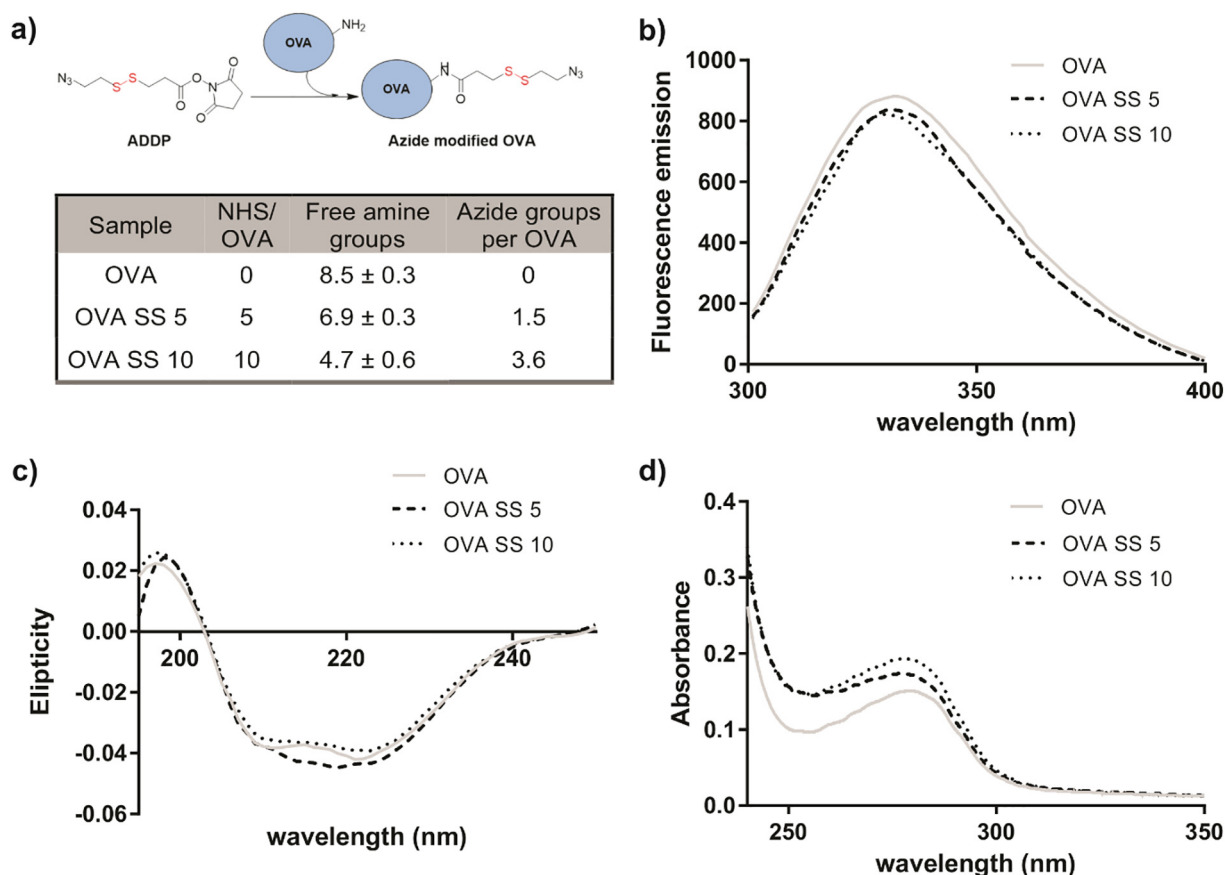 a)
NH2
OVA
N3 S S O O N O O
OVA H N O S S N3
ADDP Azide modified OVA
Sample NHS/ OVA Free amine groups Azide groups per OVA
OVA 0 8.5 ± 0.3 0
OVA SS 5 5 6.9 ± 0.3 1.5
OVA SS 10 10 4.7 ± 0.6 3.6
b)
OVA
OVA SS 5
OVA SS 10
Fluorescence emission
1000
800
600
400
200
0
300 350 400
wavelength (nm)
c)
OVA
OVA SS 5
OVA SS 10
Elipticity
0.04
0.02
0.00
-0.02
-0.04
-0.06
200 220 240
wavelength (nm)
d)
OVA
OVA SS 5
OVA SS 10
Absorbance
0.4
0.3
0.2
0.1
0.0
250 300 350
wavelength (nm)